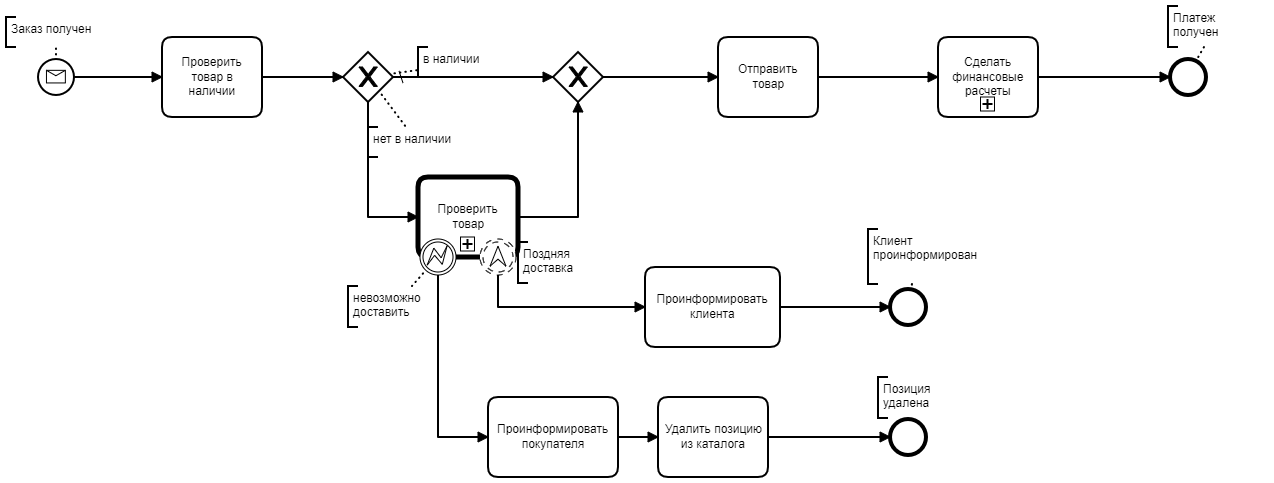 Заказ получен
Проверить
товар в
наличии
в наличии
нет в наличии
Отправить
товар
Сделать
финансовые
расчеты
Платеж
получен
Проверить
товар
Поздняя
доставка
невозможно
доставить
Проинформировать
клиента
Клиент
проинформирован
Проинформировать
покупателя
Удалить позицию
из каталога
Позиция
удалена